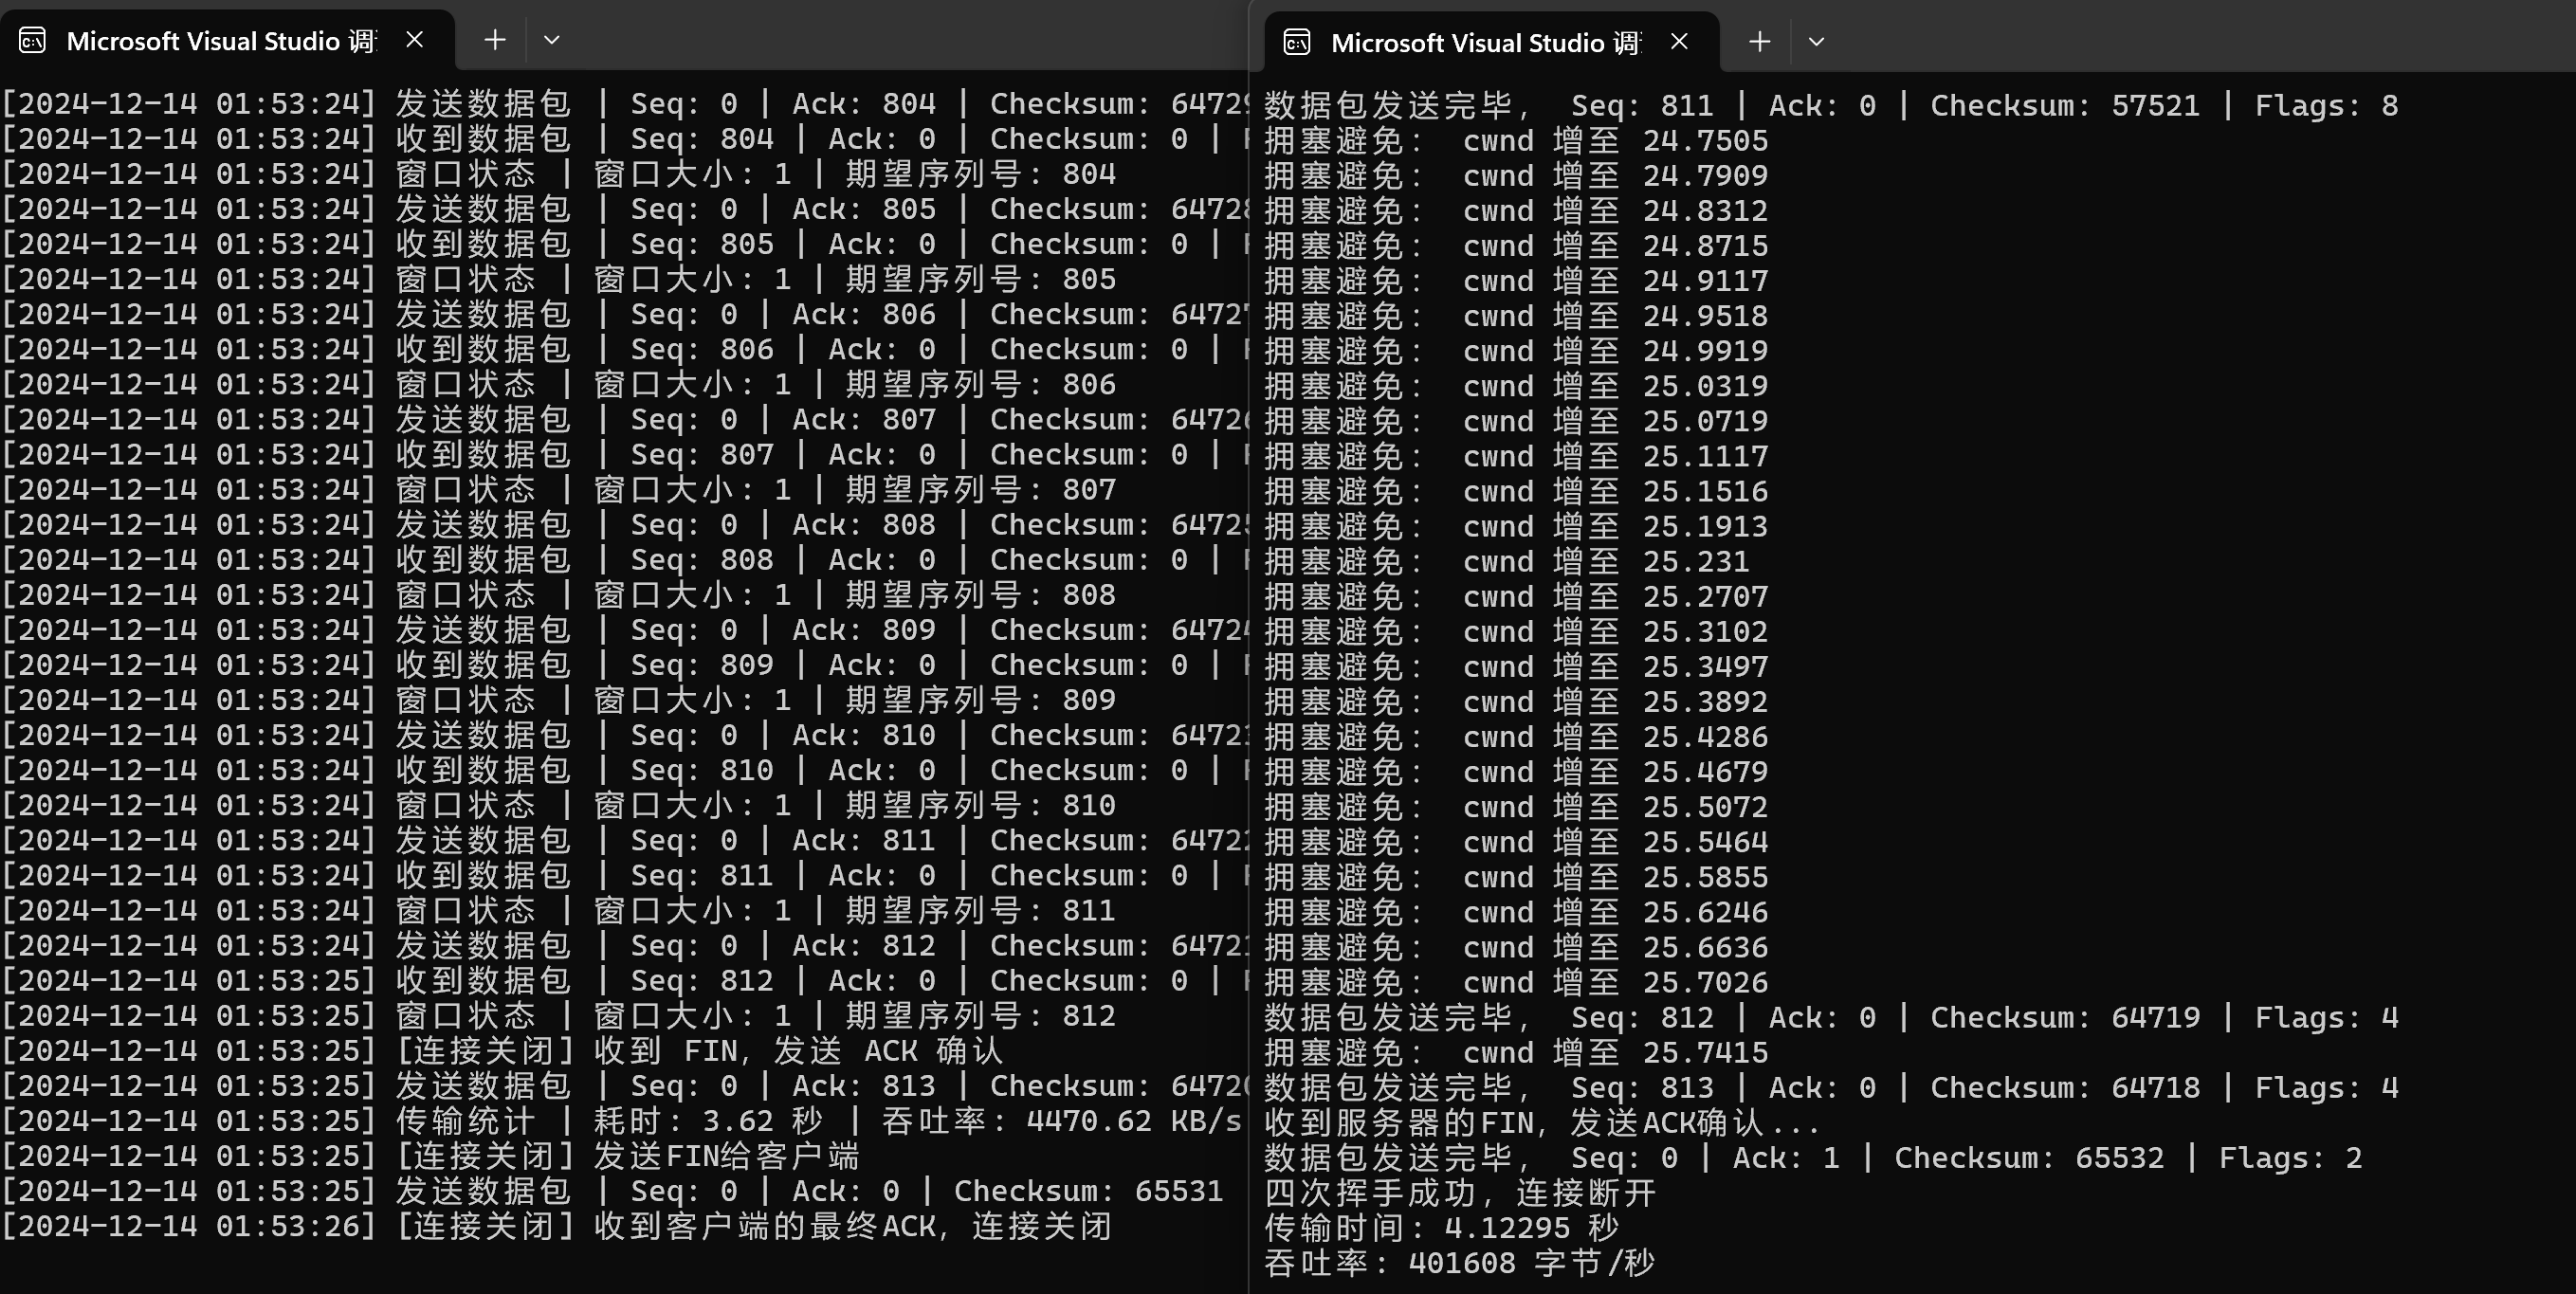 Microsoft Visual Studio 调
[2024-12-14 01:53:24] 发送数据包 | Seq: 0 | Ack: 804 | Checksum: 64729
[2024-12-14 01:53:24] 收到数据包 | Seq: 804 | Ack: 0 | Checksum: 0 |
[2024-12-14 01:53:24] 窗口状态 | 窗口大小: 1 | 期望序列号: 804
[2024-12-14 01:53:24] 发送数据包 | Seq: 0 | Ack: 805 | Checksum: 64728
[2024-12-14 01:53:24] 收到数据包 | Seq: 805 | Ack: 0 | Checksum: 0 |
[2024-12-14 01:53:24] 窗口状态 | 窗口大小: 1 | 期望序列号: 805
[2024-12-14 01:53:24] 发送数据包 | Seq: 0 | Ack: 806 | Checksum: 64727
[2024-12-14 01:53:24] 收到数据包 | Seq: 806 | Ack: 0 | Checksum: 0 |
[2024-12-14 01:53:24] 窗口状态 | 窗口大小: 1 | 期望序列号: 806
[2024-12-14 01:53:24] 发送数据包 | Seq: 0 | Ack: 807 | Checksum: 64726
[2024-12-14 01:53:24] 收到数据包 | Seq: 807 | Ack: 0 | Checksum: 0 |
[2024-12-14 01:53:24] 窗口状态 | 窗口大小: 1 | 期望序列号: 807
[2024-12-14 01:53:24] 发送数据包 | Seq: 0 | Ack: 808 | Checksum: 64725
[2024-12-14 01:53:24] 收到数据包 | Seq: 808 | Ack: 0 | Checksum: 0 |
[2024-12-14 01:53:24] 窗口状态 | 窗口大小: 1 | 期望序列号: 808
[2024-12-14 01:53:24] 发送数据包 | Seq: 0 | Ack: 809 | Checksum: 64724
[2024-12-14 01:53:24] 收到数据包 | Seq: 809 | Ack: 0 | Checksum: 0 |
[2024-12-14 01:53:24] 窗口状态 | 窗口大小: 1 | 期望序列号: 809
[2024-12-14 01:53:24] 发送数据包 | Seq: 0 | Ack: 810 | Checksum: 64723
[2024-12-14 01:53:24] 收到数据包 | Seq: 810 | Ack: 0 | Checksum: 0 |
[2024-12-14 01:53:24] 窗口状态 | 窗口大小: 1 | 期望序列号: 810
[2024-12-14 01:53:24] 发送数据包 | Seq: 0 | Ack: 811 | Checksum: 64722
[2024-12-14 01:53:24] 收到数据包 | Seq: 811 | Ack: 0 | Checksum: 0 |
[2024-12-14 01:53:24] 窗口状态 | 窗口大小: 1 | 期望序列号: 811
[2024-12-14 01:53:24] 发送数据包 | Seq: 0 | Ack: 812 | Checksum: 64721
[2024-12-14 01:53:25] 收到数据包 | Seq: 812 | Ack: 0 | Checksum: 0 |
[2024-12-14 01:53:25] 窗口状态 | 窗口大小: 1 | 期望序列号: 812
[2024-12-14 01:53:25] [连接关闭] 收到 FIN, 发送 ACK 确认
[2024-12-14 01:53:25] 发送数据包 | Seq: 0 | Ack: 813 | Checksum: 64720
[2024-12-14 01:53:25] 传输统计 | 耗时: 3.62 秒 | 吞吐率: 4470.62 KB/s
[2024-12-14 01:53:25] [连接关闭] 发送FIN给客户端
[2024-12-14 01:53:25] 发送数据包 | Seq: 0 | Ack: 0 | Checksum: 65531
[2024-12-14 01:53:26] [连接关闭] 收到客户端的最终ACK, 连接关闭
Microsoft Visual Studio 调
数据包发送完毕, Seq: 811 | Ack: 0 | Checksum: 57521 | Flags: 8
拥塞避免: cwnd 增至 24.7505
拥塞避免: cwnd 增至 24.7909
拥塞避免: cwnd 增至 24.8312
拥塞避免: cwnd 增至 24.8715
拥塞避免: cwnd 增至 24.9117
拥塞避免: cwnd 增至 24.9518
拥塞避免: cwnd 增至 24.9919
拥塞避免: cwnd 增至 25.0319
拥塞避免: cwnd 增至 25.0719
拥塞避免: cwnd 增至 25.1117
拥塞避免: cwnd 增至 25.1516
拥塞避免: cwnd 增至 25.1913
拥塞避免: cwnd 增至 25.231
拥塞避免: cwnd 增至 25.2707
拥塞避免: cwnd 增至 25.3102
拥塞避免: cwnd 增至 25.3497
拥塞避免: cwnd 增至 25.3892
拥塞避免: cwnd 增至 25.4286
拥塞避免: cwnd 增至 25.4679
拥塞避免: cwnd 增至 25.5072
拥塞避免: cwnd 增至 25.5464
拥塞避免: cwnd 增至 25.5855
拥塞避免: cwnd 增至 25.6246
拥塞避免: cwnd 增至 25.6636
拥塞避免: cwnd 增至 25.7026
数据包发送完毕, Seq: 812 | Ack: 0 | Checksum: 64719 | Flags: 4
拥塞避免: cwnd 增至 25.7415
数据包发送完毕, Seq: 813 | Ack: 0 | Checksum: 64718 | Flags: 4
收到服务器的FIN, 发送ACK确认...
数据包发送完毕, Seq: 0 | Ack: 1 | Checksum: 65532 | Flags: 2
四次挥手成功, 连接断开
传输时间: 4.12295 秒
吞吐率: 401608 字节/秒